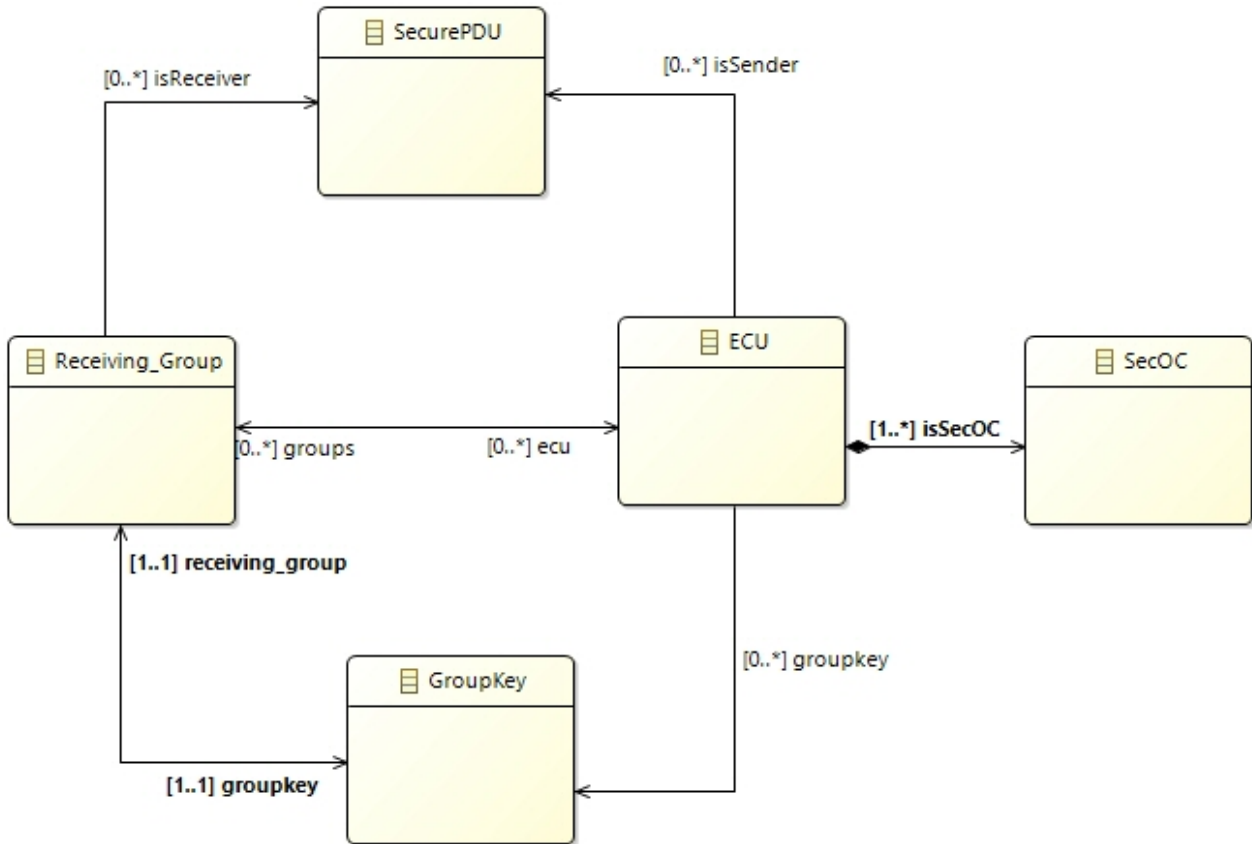 SecurePDU
[0..*] isReceiver
[0..*] isSender
Receiving_Group
ECU
SecOC
[0..*] groups
[0..*] ecu
[1..*] isSecOC
[1..1] receiving_group
[0..*] groupkey
GroupKey
[1..1] groupkey